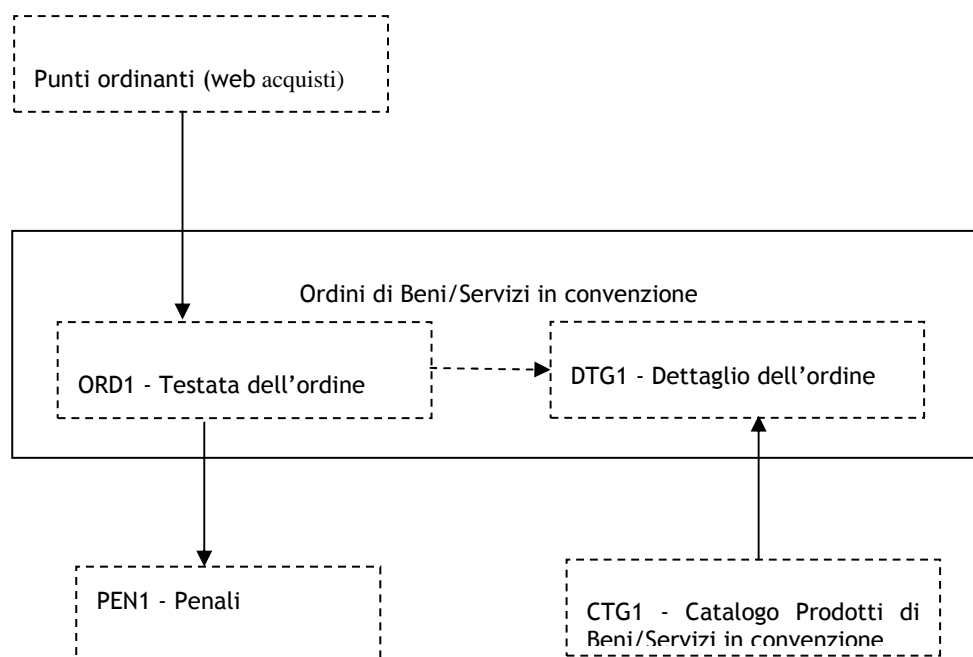 Punti ordinanti (web acquisti)
Ordini di Beni/Servizi in convenzione
ORD1 - Testata dell’ordine
DTG1 - Dettaglio dell’ordine
PEN1 - Penali
CTG1 - Catalogo Prodotti di
Beni/Servizi in convenzione